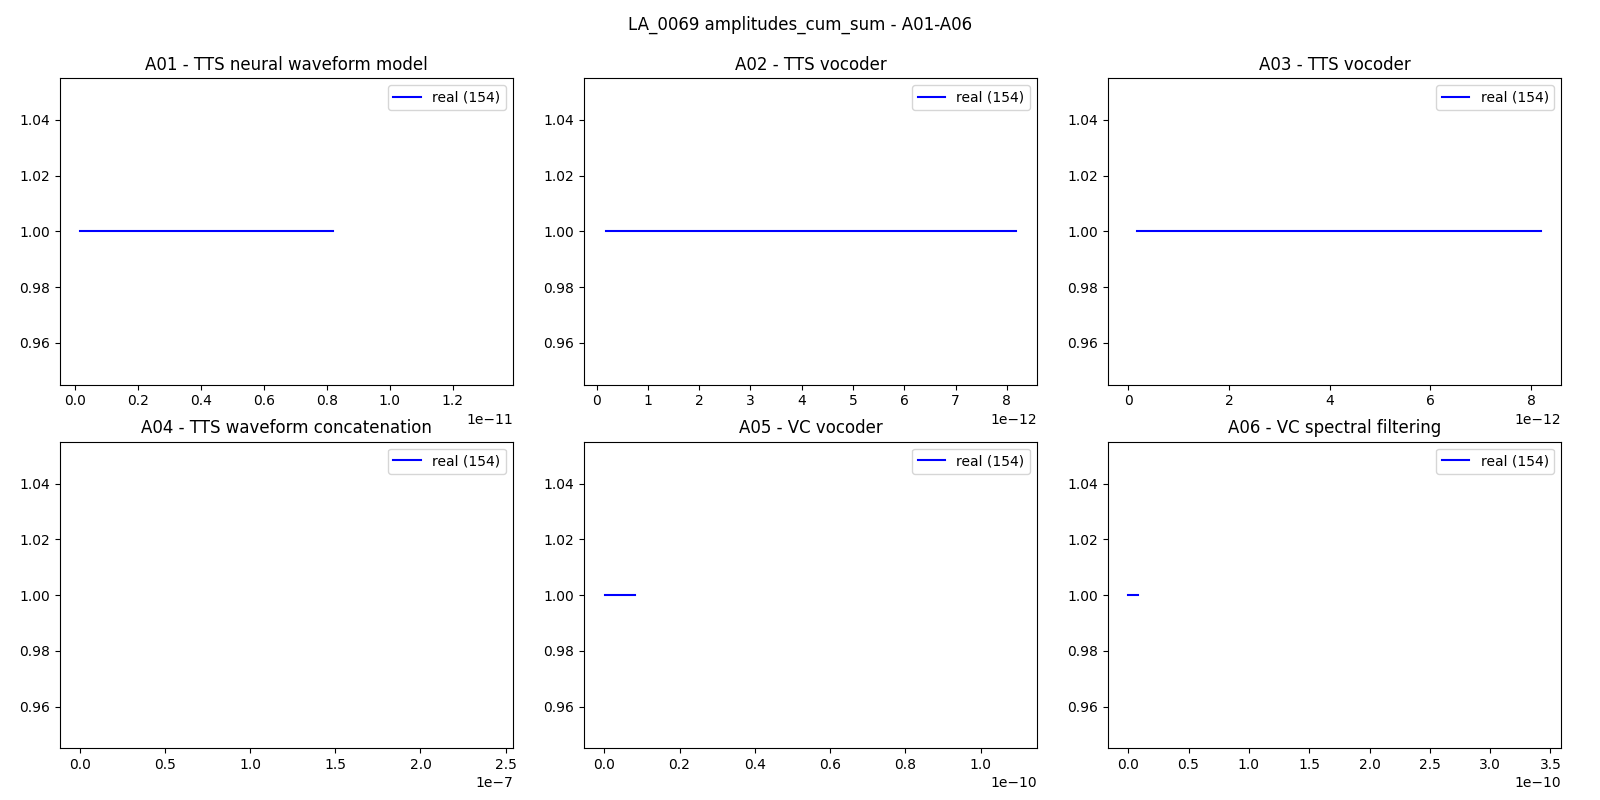 LA_0069 amplitudes_cum_sum - A01-A06
A01 - TTS neural waveform model
real (154)
1.04
1.02
1.00
0.98
0.96
0.0 0.2 0.4 0.6 0.8 1.0 1.2
1e−11
A02 - TTS vocoder
real (154)
1.04
1.02
1.00
0.98
0.96
0 1 2 3 4 5 6 7 8
1e−12
A03 - TTS vocoder
real (154)
1.04
1.02
1.00
0.98
0.96
0 2 4 6 8
1e−12
A04 - TTS waveform concatenation
real (154)
1.04
1.02
1.00
0.98
0.96
0.0 0.5 1.0 1.5 2.0 2.5
1e−7
A05 - VC vocoder
real (154)
1.04
1.02
1.00
0.98
0.96
0.0 0.2 0.4 0.6 0.8 1.0
1e−10
A06 - VC spectral filtering
real (154)
1.04
1.02
1.00
0.98
0.96
0.0 0.5 1.0 1.5 2.0 2.5 3.0 3.5
1e−10